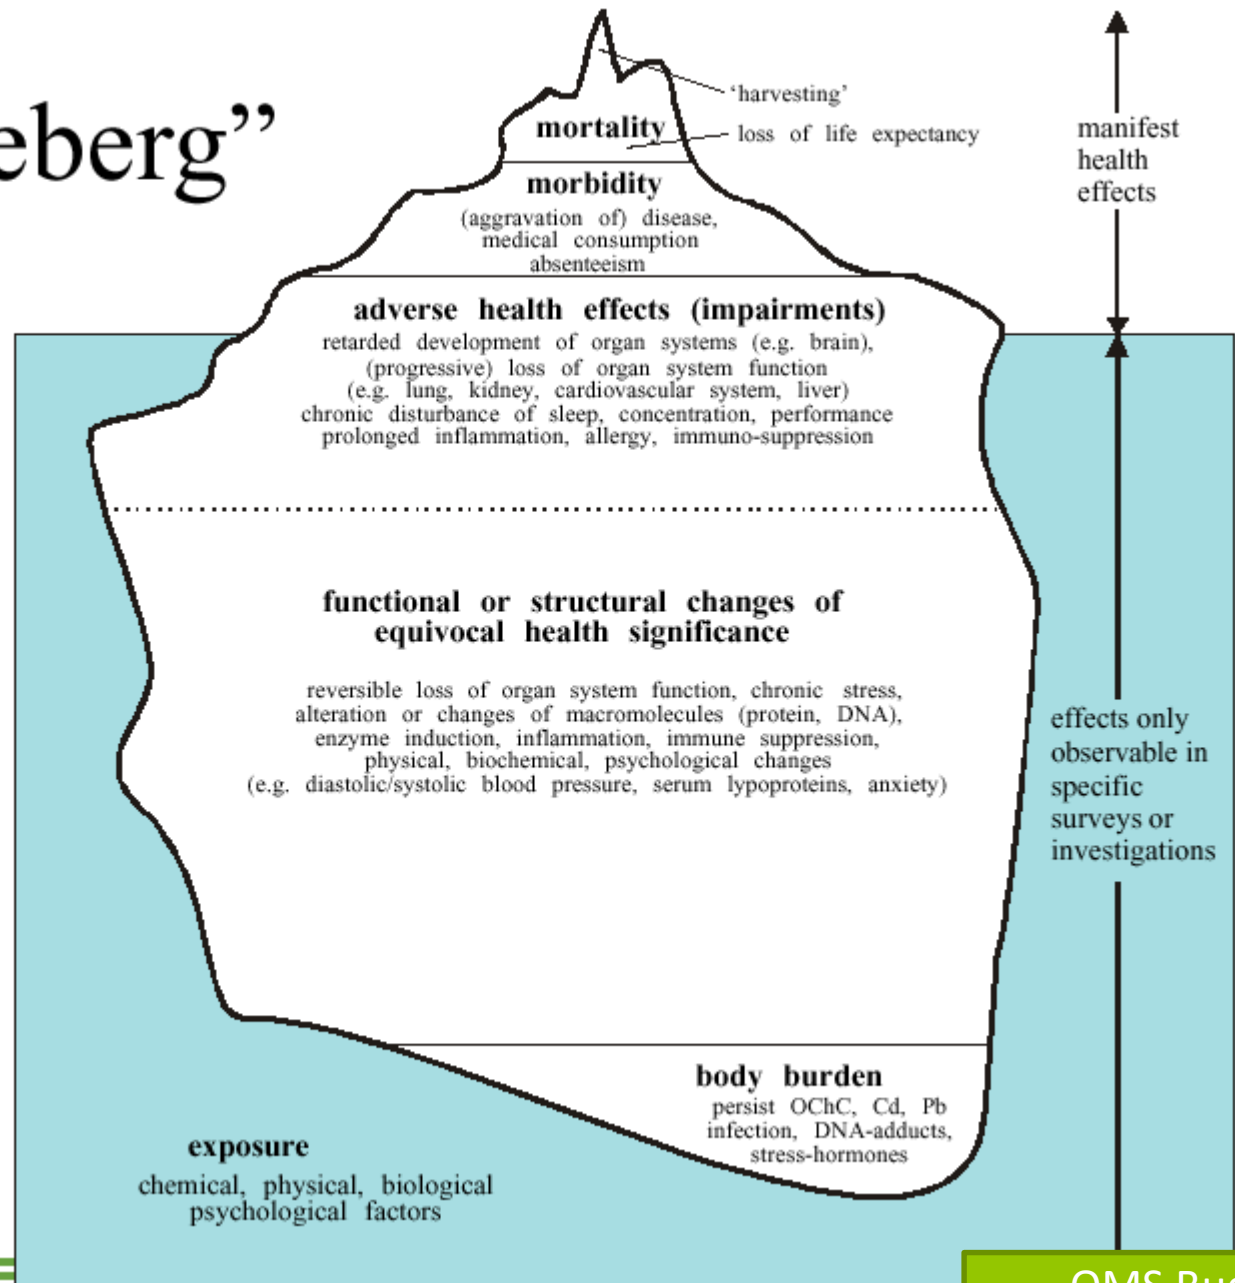 eberg”
‘harvesting’
mortality
loss of life expectancy
manifest
health
effects
morbidity
(aggravation of) disease,
medical consumption
absenteeism
adverse health effects (impairments)
retarded development of organ systems (e.g. brain),
(progressive) loss of organ system function
(e.g. lung, kidney, cardiovascular system, liver)
chronic disturbance of sleep, concentration, performance
prolonged inflammation, allergy, immuno-suppression
functional or structural changes of
equivocal health significance
reversible loss of organ system function, chronic stress,
alteration or changes of macromolecules (protein, DNA),
enzyme induction, inflammation, immune suppression,
physical, biochemical, psychological changes
(e.g. diastolic/systolic blood pressure, serum lypoproteins, anxiety)
effects only
observable in
specific
surveys or
investigations
body burden
persist OChC, Cd, Pb
infection, DNA-adducts,
stress-hormones
exposure
chemical, physical, biological
psychological factors